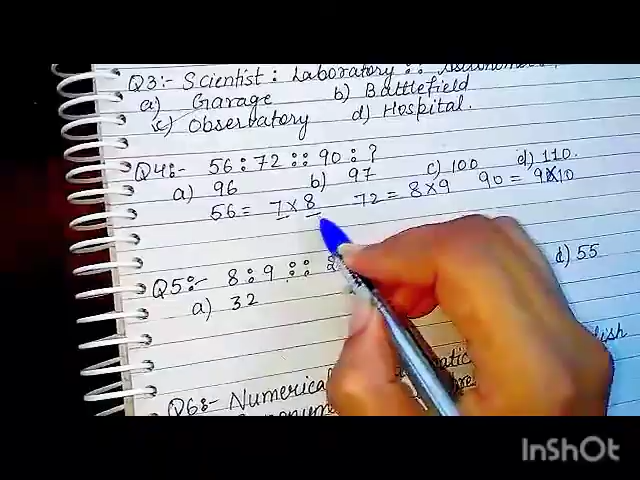 Q3:- Scientist : Laboratory ::
a) Garage b) Battlefield
c) Observatory d) Hospital.
Q4:- 56 : 72 :: 90 : ?
a) 96 b) 97 c) 100 d) 110.
56 = 7 × 8 72 = 8 × 9 90 = 9 × 10
Q5:- 8 : 9 ::
a) 32 d) 55
Q6:- Numerical
InShOt